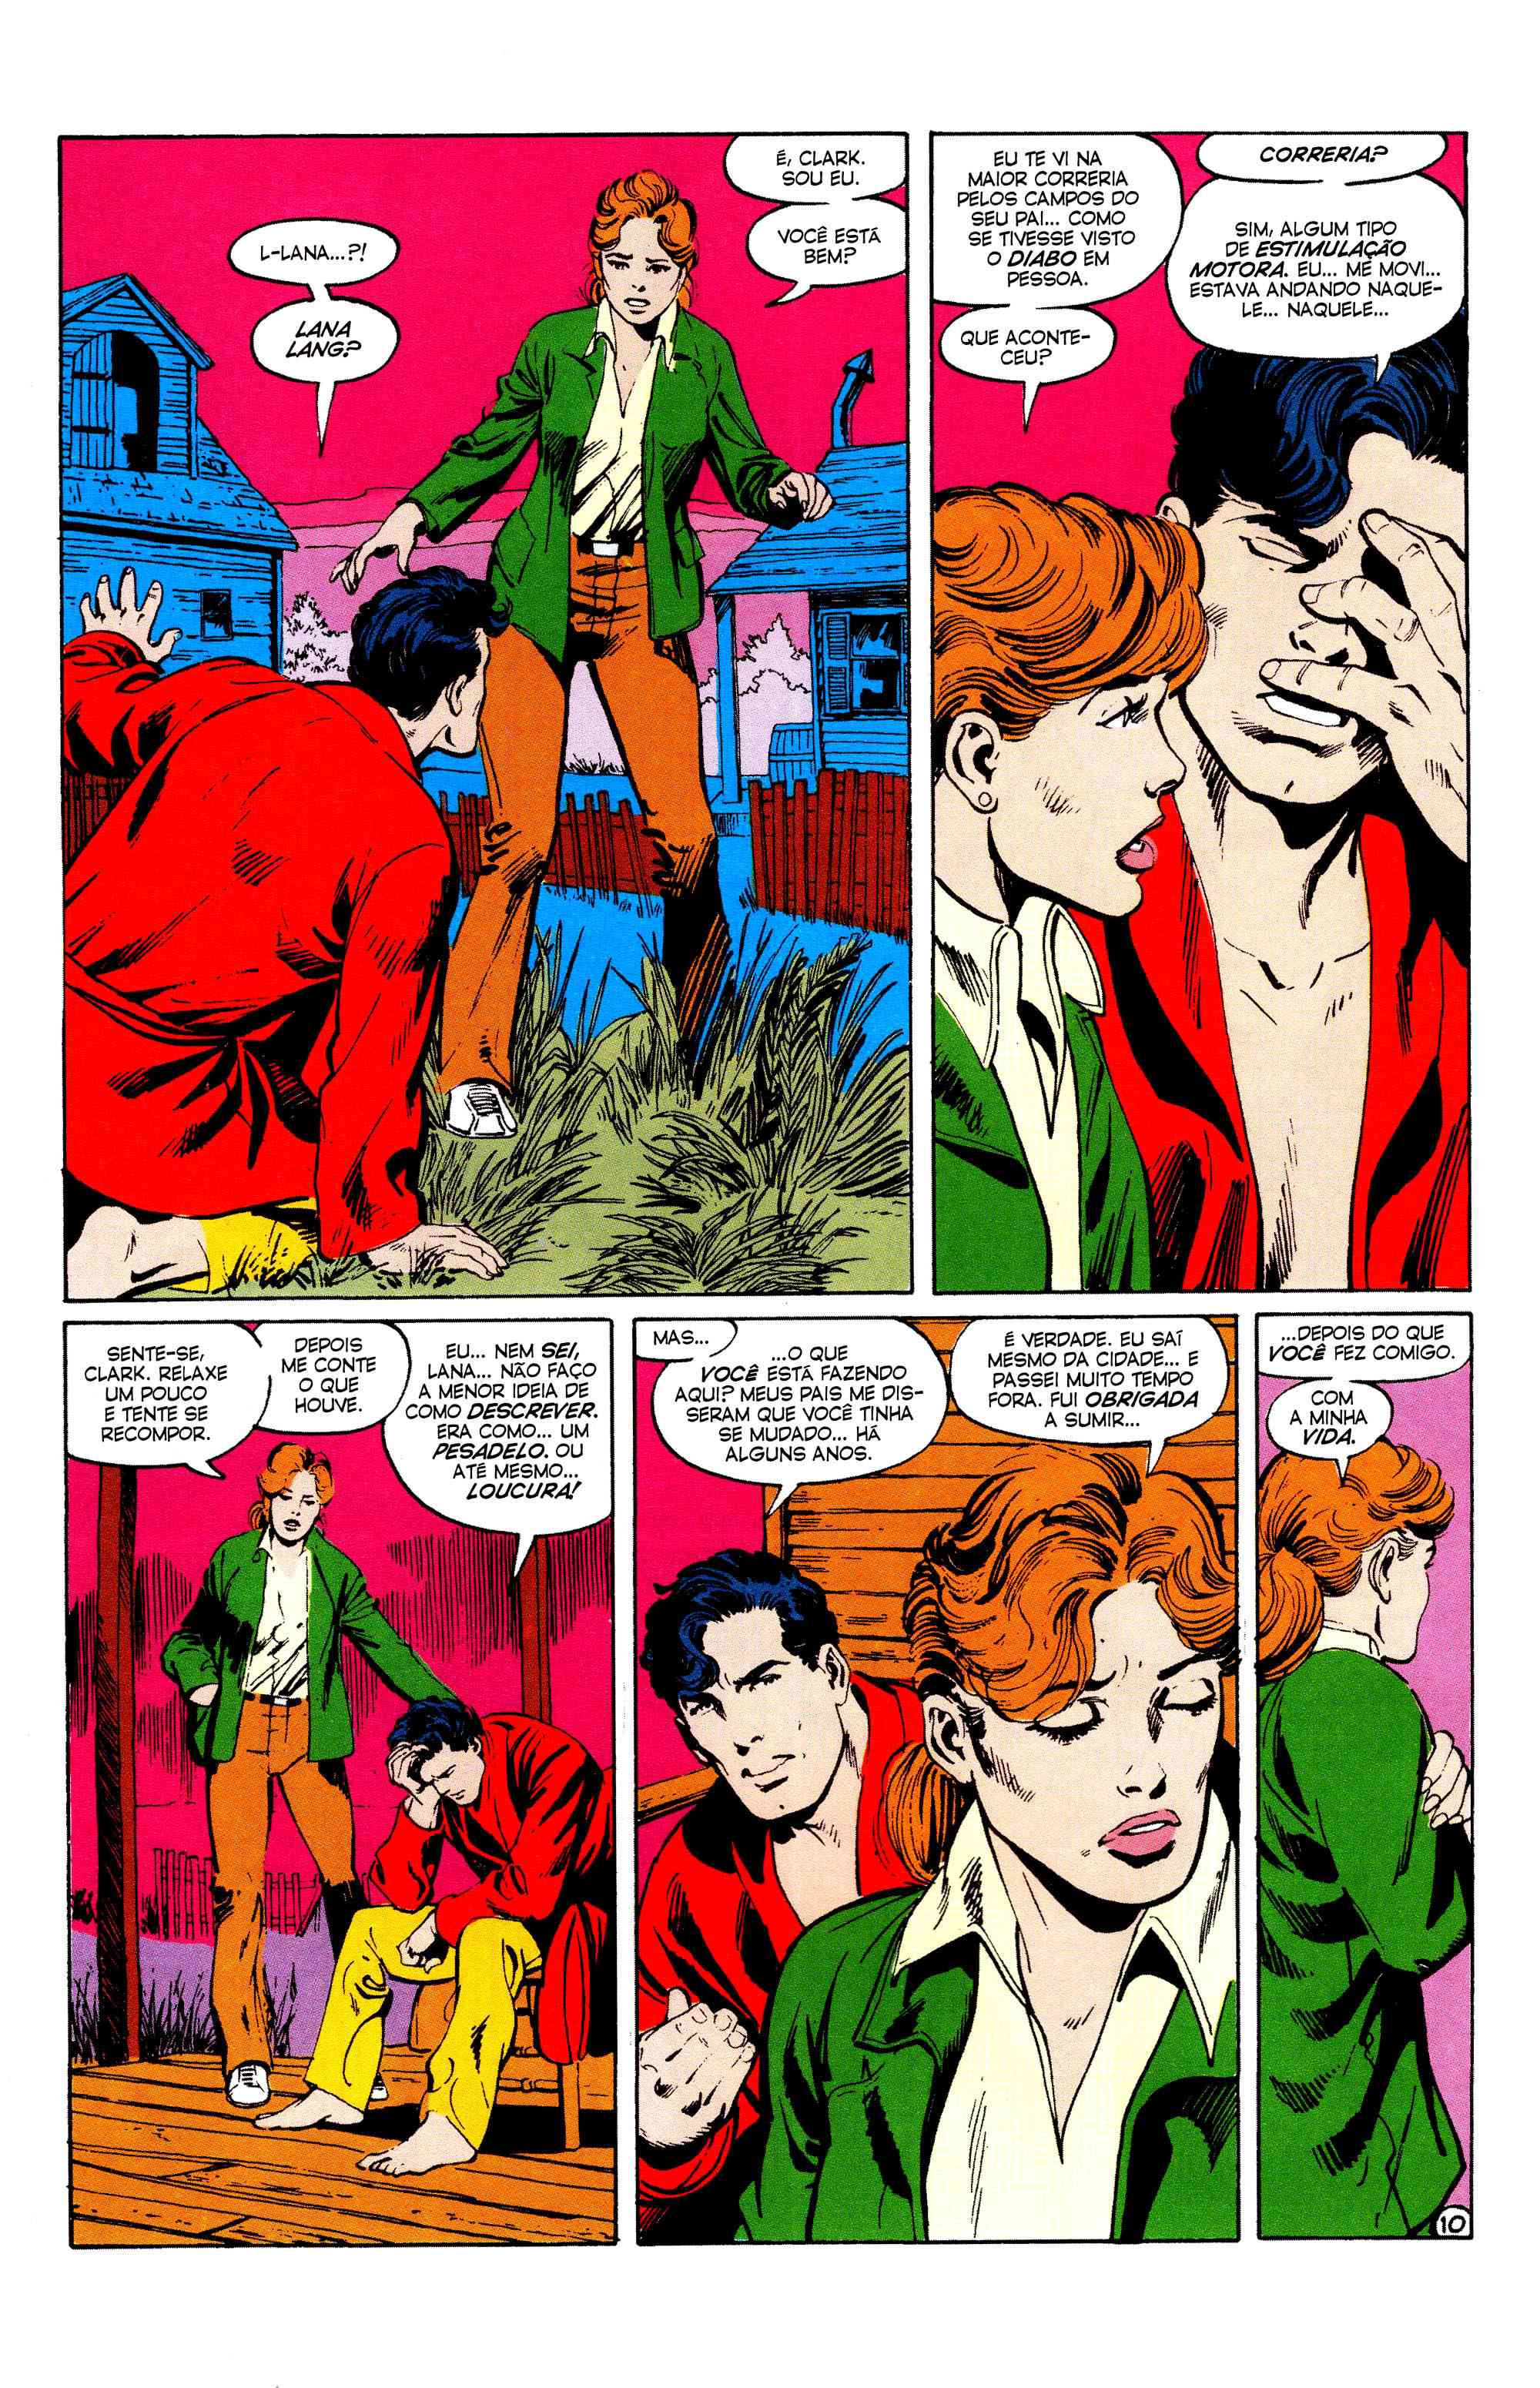 L-LANA...?!
LANA
LANG?
É, CLARK.
SOU EU.
VOCÊ ESTÁ
BEM?
EU TE VI NA
MAIOR CORRERIA
PELOS CAMPOS DO
SEU PAI... COMO
SE TIVESSE VISTO
O DIABO EM
PESSOA.
QUE ACONTE-
CEU?
CORRERIA?
SIM, ALGUM TIPO
DE ESTIMULAÇÃO
MOTORA. EU... ME MOVI...
ESTAVA ANDANDO NAQUE-
LE... NAQUELE...
SENTE-SE,
CLARK. RELAXE
UM POUCO
E TENTE SE
RECOMPOR.
DEPOIS
ME CONTE
O QUE
HOUVE.
EU... NEM SEI,
LANA... NÃO FAÇO
A MENOR IDEIA DE
COMO DESCREVER.
ERA COMO... UM
PESADELO. OU
ATÉ MESMO...
LOUCURA!
MAS...
...O QUE
VOCÊ ESTÁ FAZENDO
AQUI? MEUS PAIS ME DIS-
SERAM QUE VOCÊ TINHA
SE MUDADO... HÁ
ALGUNS ANOS.
É VERDADE. EU SAÍ
MESMO DA CIDADE... E
PASSEI MUITO TEMPO
FORA. FUI OBRIGADA
A SUMIR...
...DEPOIS DO QUE
VOCÊ FEZ COMIGO.
COM
A MINHA
VIDA.
10